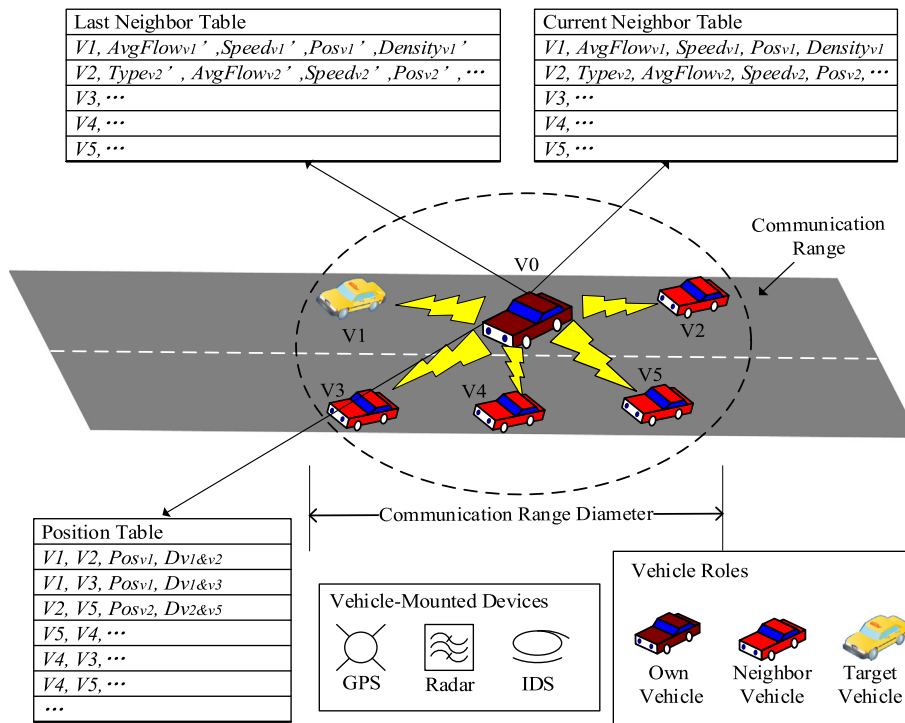 Last Neighbor Table
V1, AvgFlowv1’ ,Speedv1’ ,Posv1’ ,Densityv1’
V2, Typev2’ , AvgFlowv2’ ,Speedv2’ ,Posv2’ ,⋯
V3,⋯
V4,⋯
V5,⋯
Current Neighbor Table
V1, AvgFlowv1, Speedv1, Posv1, Densityv1
V2, Typev2, AvgFlowv2, Speedv2, Posv2,⋯
V3,⋯
V4,⋯
V5,⋯
Communication
Range
V0
V1
V2
V3
V4
V5
Communication Range Diameter
Position Table
V1, V2, Posv1, Dv1&v2
V1, V3, Posv1, Dv1&v3
V2, V5, Posv2, Dv2&v5
V5, V4,⋯
V4, V3,⋯
V4, V5,⋯
⋯
Vehicle-Mounted Devices
GPS
Radar
IDS
Vehicle Roles
Own
Vehicle
Neighbor
Vehicle
Target
Vehicle